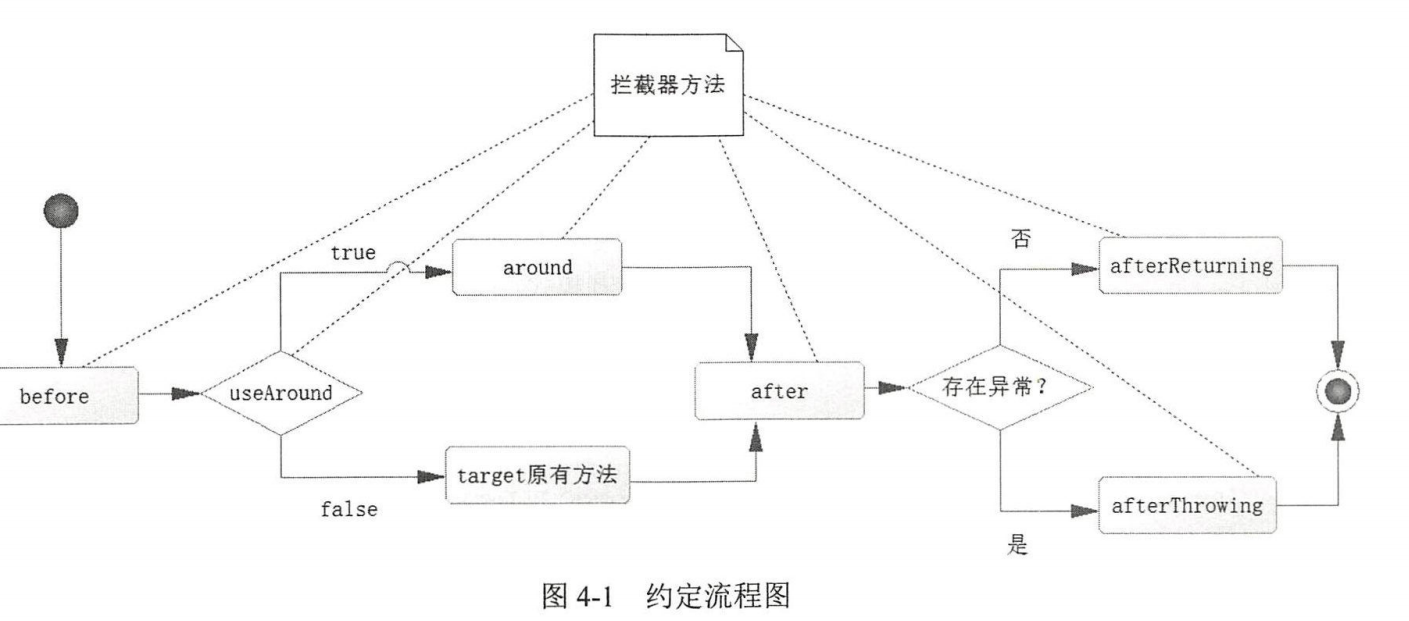 拦截器方法
true
around
否
afterReturning
before
useAround
after
存在异常?
target原有方法
false
afterThrowing
是
图 4-1 约定流程图